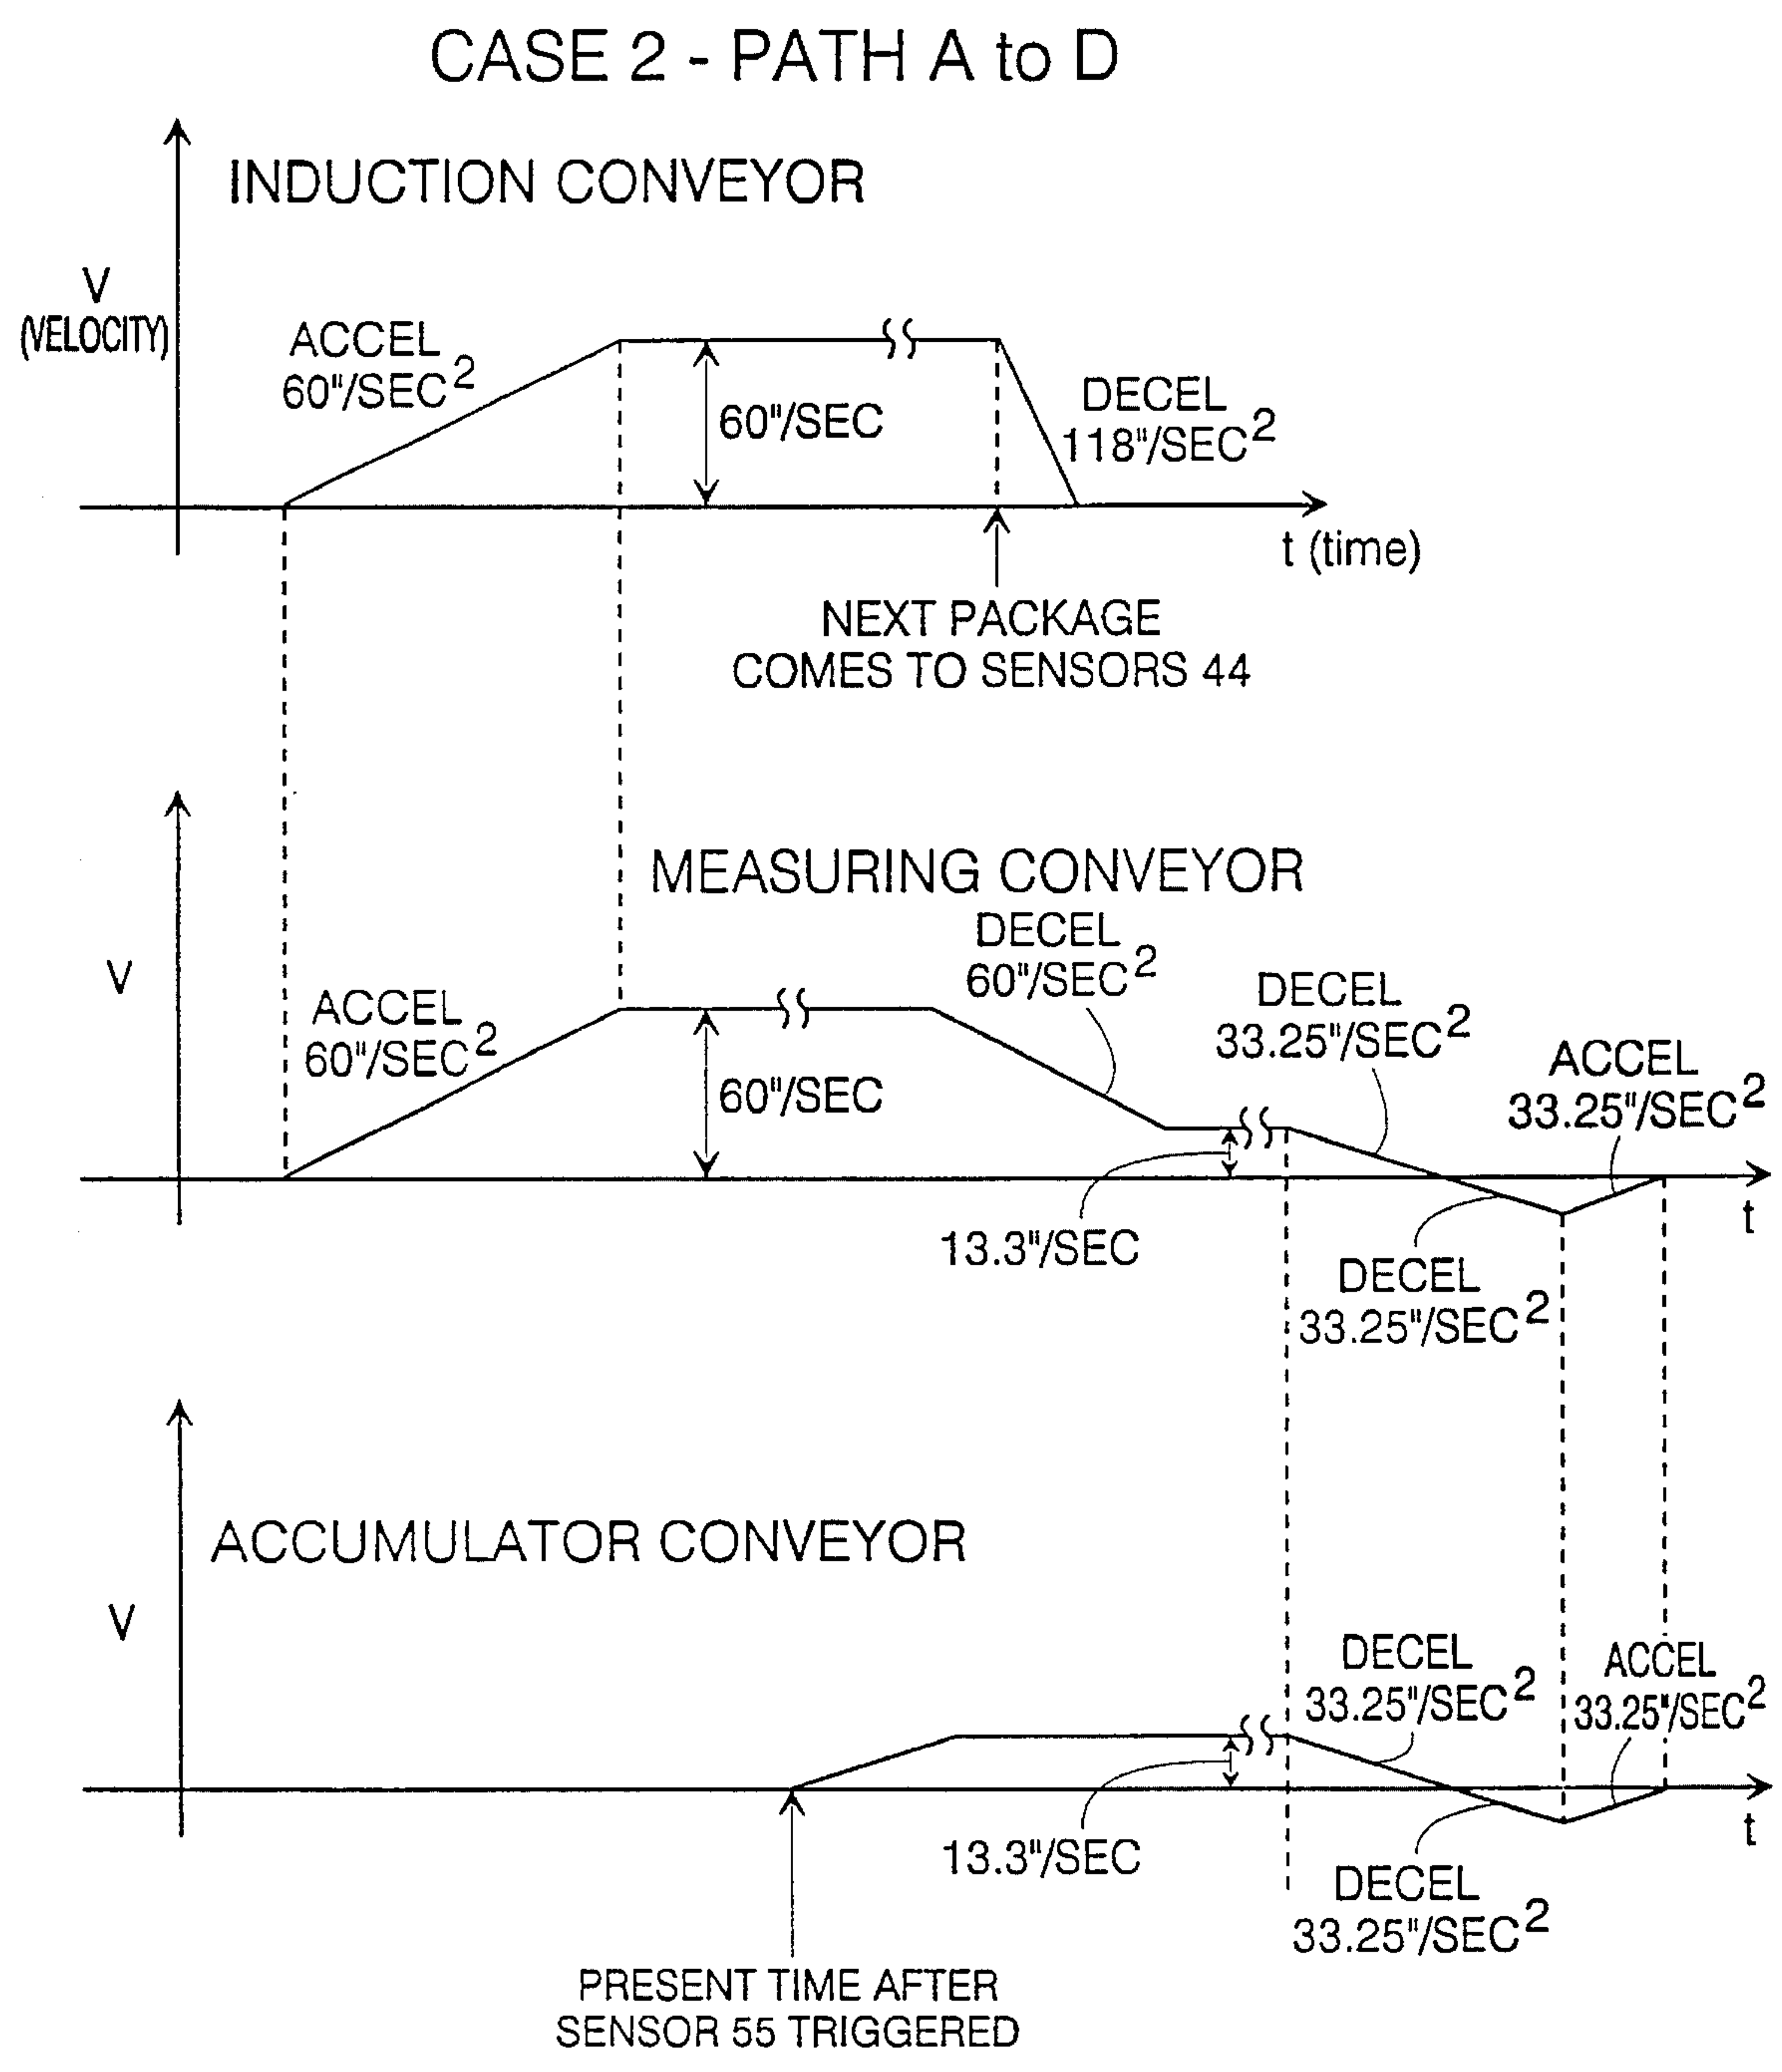 CASE 2 - PATH A to D
INDUCTION CONVEYOR
V
(VELOCITY)
ACCEL
60"/SEC2
60"/SEC
DECEL
118"/SEC2
t (time)
NEXT PACKAGE
COMES TO SENSORS 44
MEASURING CONVEYOR
V
ACCEL
60"/SEC2
60"/SEC
DECEL
60"/SEC2
DECEL
33.25"/SEC2
ACCEL
33.25"/SEC2
13.3"/SEC
DECEL
33.25"/SEC2
t
ACCUMULATOR CONVEYOR
V
DECEL
33.25"/SEC2
ACCEL
33.25"/SEC2
13.3"/SEC
DECEL
33.25"/SEC2
t
PRESENT TIME AFTER
SENSOR 55 TRIGGERED